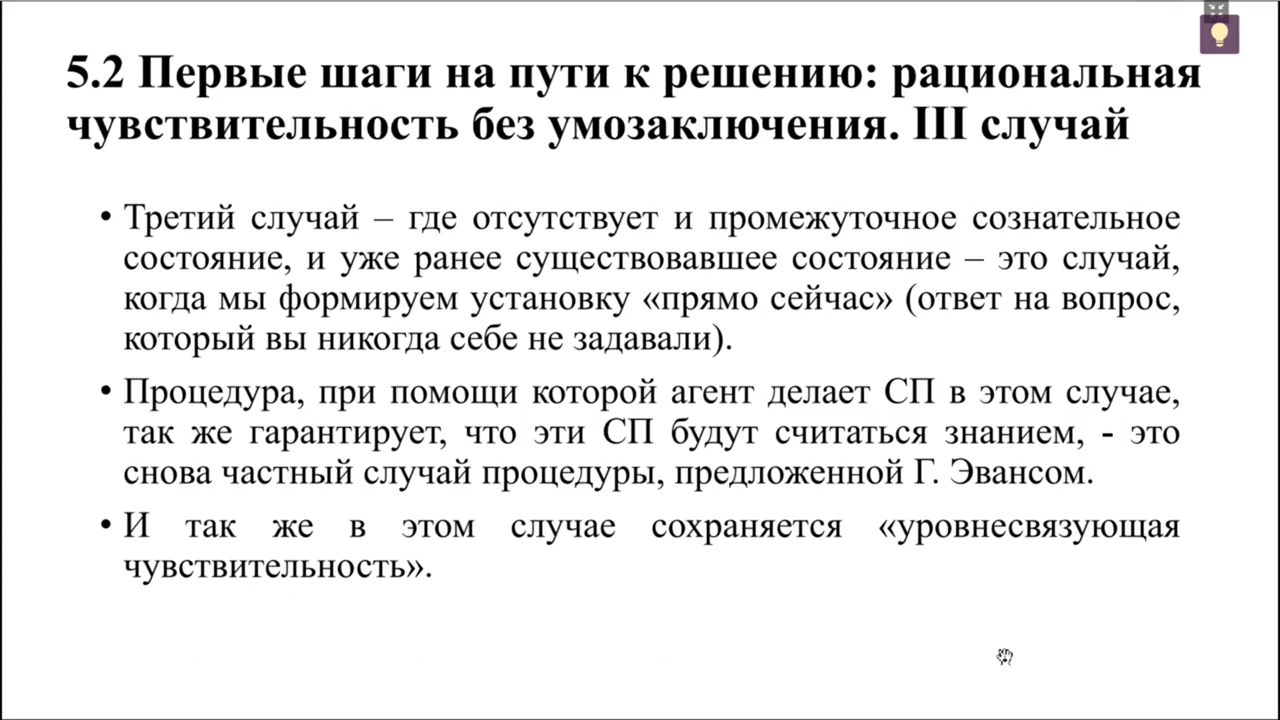 5.2 Первые шаги на пути к решению: рациональная
чувствительность без умозаключения. III случай
• Третий случай – где отсутствует и промежуточное сознательное
состояние, и уже ранее существовавшее состояние – это случай,
когда мы формируем установку «прямо сейчас» (ответ на вопрос,
который вы никогда себе не задавали).
• Процедура, при помощи которой агент делает СП в этом случае,
так же гарантирует, что эти СП будут считаться знанием, - это
снова частный случай процедуры, предложенной Г. Эвансом.
• И так же в этом случае сохраняется «уровнесвязующая
чувствительность».